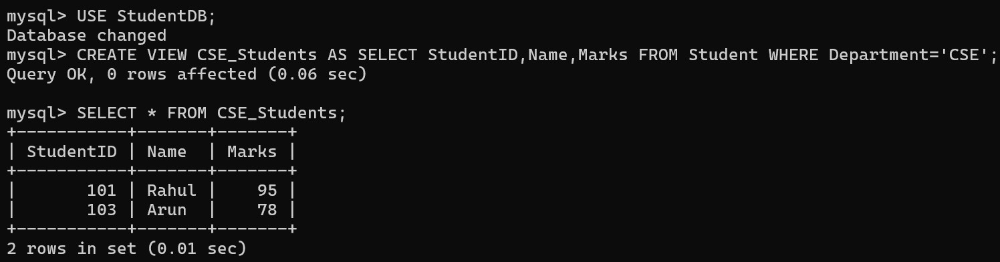 mysql> USE StudentDB;
Database changed
mysql> CREATE VIEW CSE_Students AS SELECT StudentID,Name,Marks FROM Student WHERE Department='CSE';
Query OK, 0 rows affected (0.06 sec)

mysql> SELECT * FROM CSE_Students;
+-----------+-------+-------+
| StudentID | Name  | Marks |
+-----------+-------+-------+
|       101 | Rahul |    95 |
|       103 | Arun  |    78 |
+-----------+-------+-------+
2 rows in set (0.01 sec)